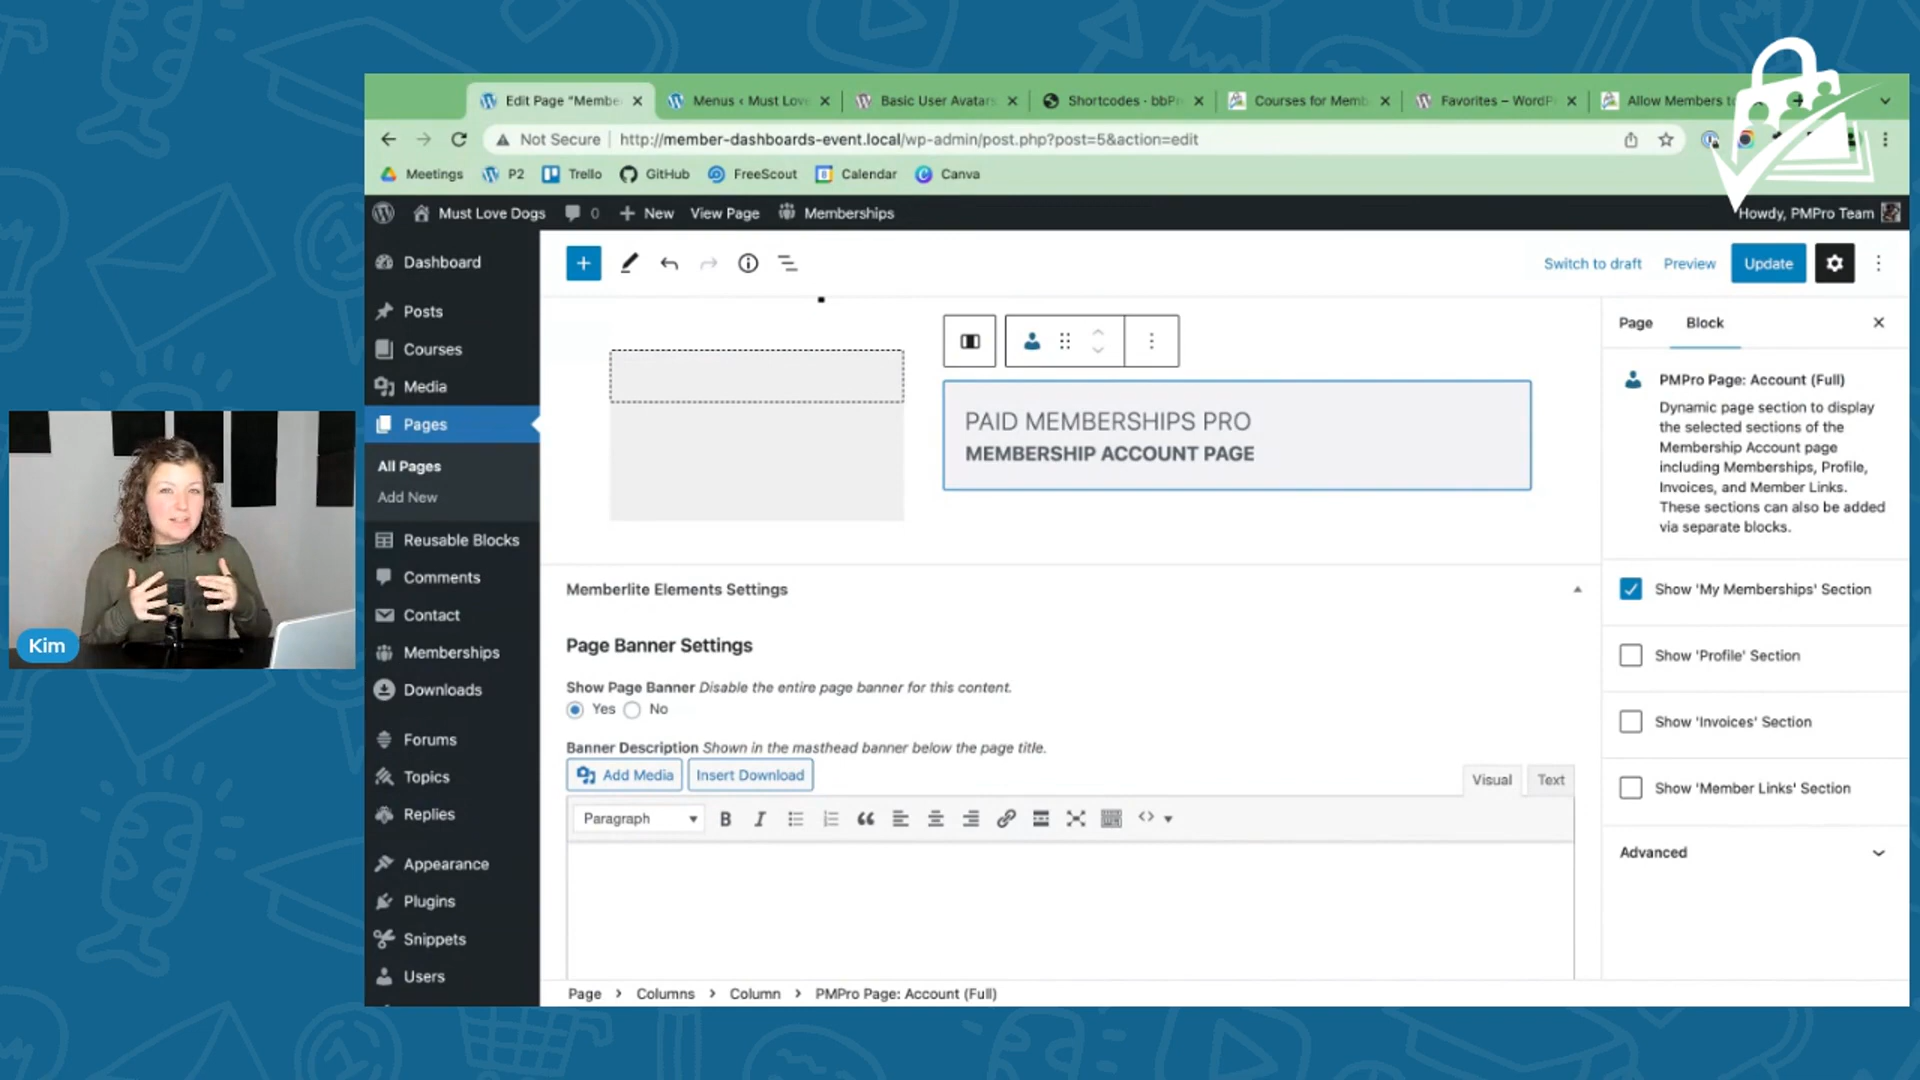 Edit Page "Membe
Menus ‹ Must Love
Basic User Avatars
Shortcodes · bbPr
Courses for Memb
Favorites – WordP
Allow Members to
Not Secure
http://member-dashboards-event.local/wp-admin/post.php?post=5&action=edit
Meetings
P2
Trello
GitHub
FreeScout
Calendar
Canva
Must Love Dogs
0
New
View Page
Memberships
Howdy, PMPro Team
Dashboard
Posts
Courses
Media
Pages
All Pages
Add New
Reusable Blocks
Comments
Contact
Memberships
Downloads
Forums
Topics
Replies
Appearance
Plugins
Snippets
Users
Switch to draft
Preview
Update
PAID MEMBERSHIPS PRO
MEMBERSHIP ACCOUNT PAGE
Memberlite Elements Settings
Page Banner Settings
Show Page Banner Disable the entire page banner for this content.
Yes
No
Banner Description Shown in the masthead banner below the page title.
Add Media
Insert Download
Visual
Text
Paragraph
B
I
Page
Columns
Column
PMPro Page: Account (Full)
Page
Block
PMPro Page: Account (Full)
Dynamic page section to display
the selected sections of the
Membership Account page
including Memberships, Profile,
Invoices, and Member Links.
These sections can also be added
via separate blocks.
Show 'My Memberships' Section
Show 'Profile' Section
Show 'Invoices' Section
Show 'Member Links' Section
Advanced
Kim